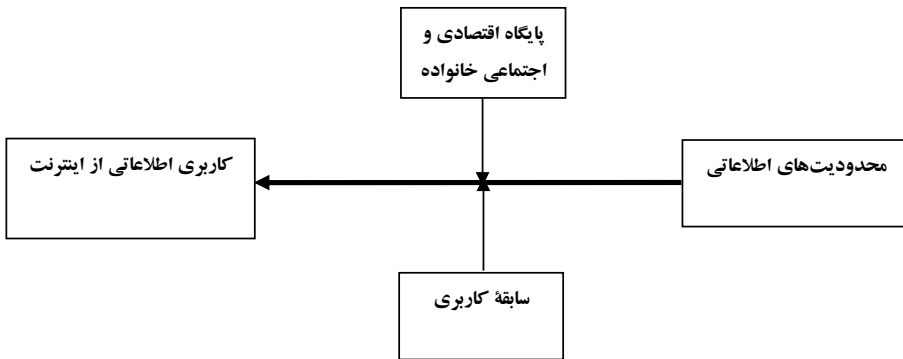 پایگاه اقتصادی و
اجتماعی خانواده
محدودیت‌های اطلاعاتی
کاربری اطلاعاتی از اینترنت
سابقهٔ کاربری